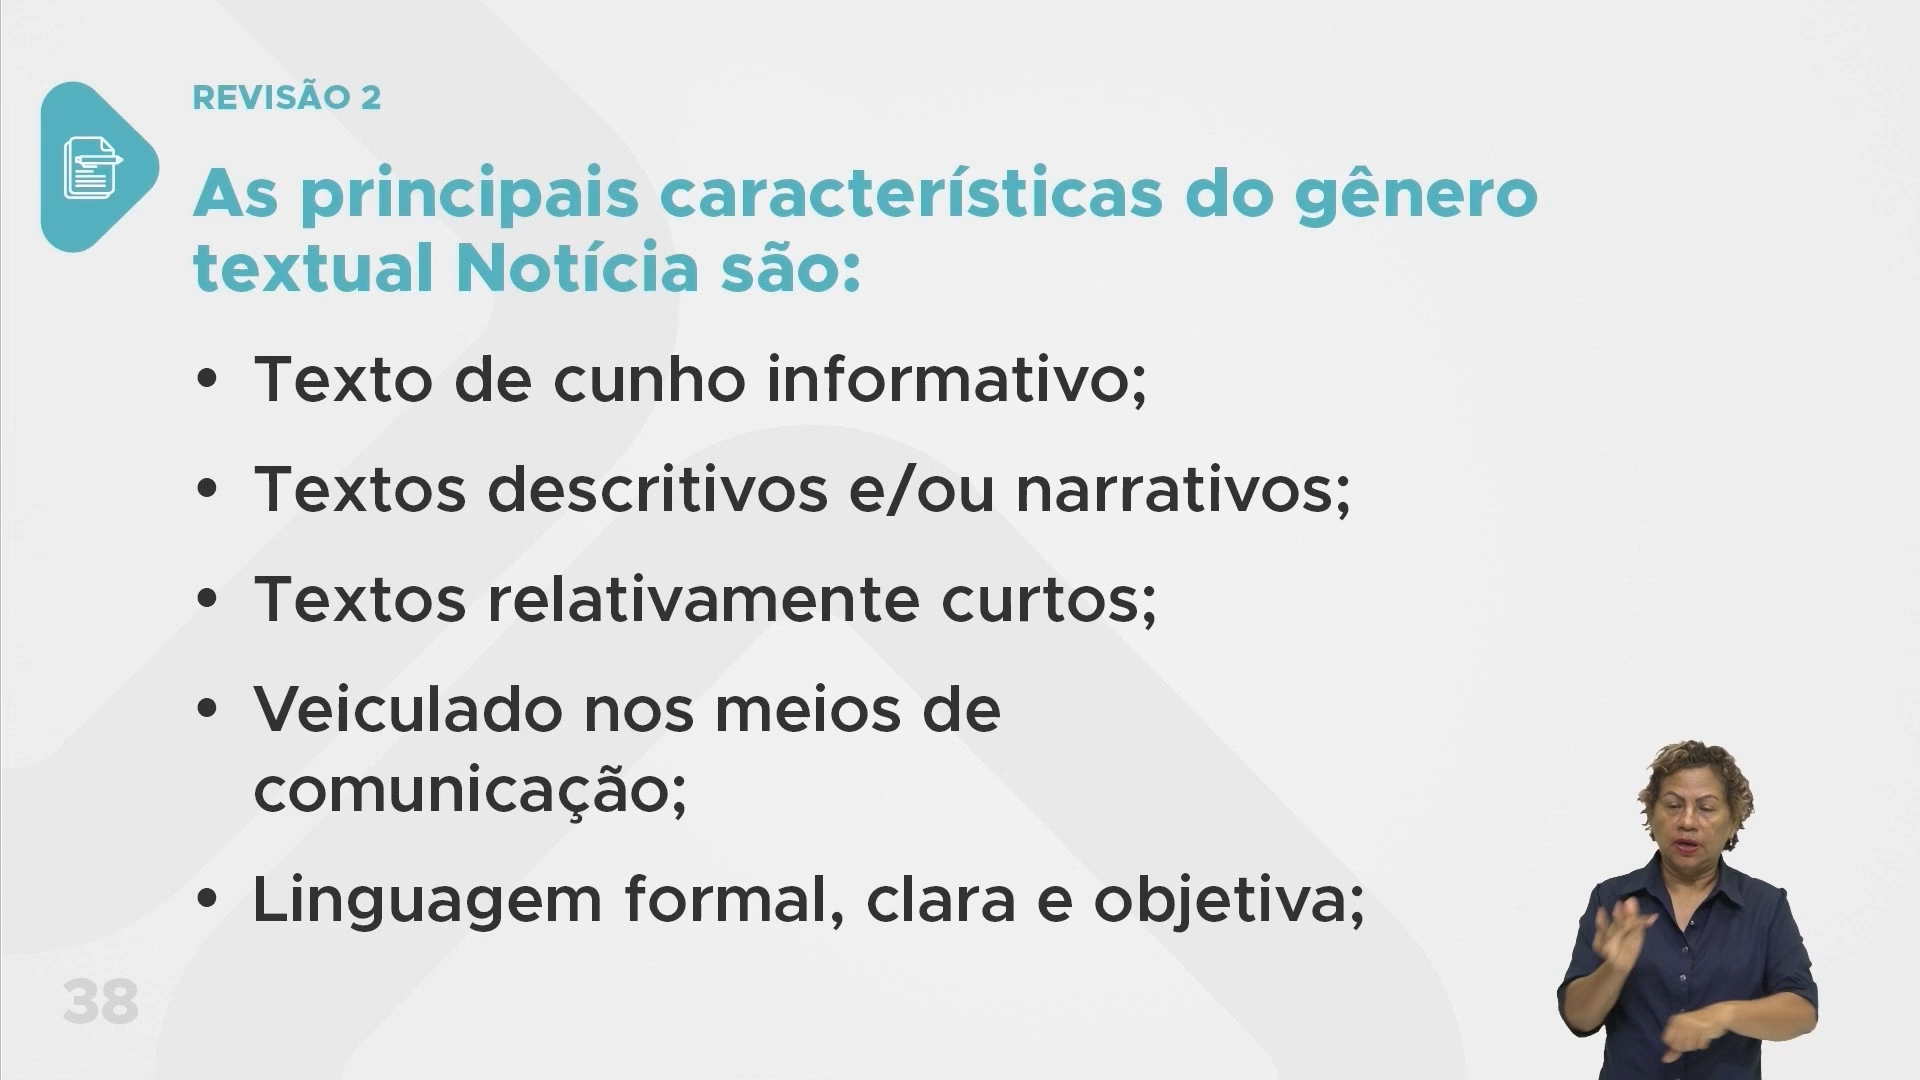 REVISÃO 2
As principais características do gênero
textual Notícia são:
• Texto de cunho informativo;
• Textos descritivos e/ou narrativos;
• Textos relativamente curtos;
• Veiculado nos meios de
comunicação;
• Linguagem formal, clara e objetiva;
38